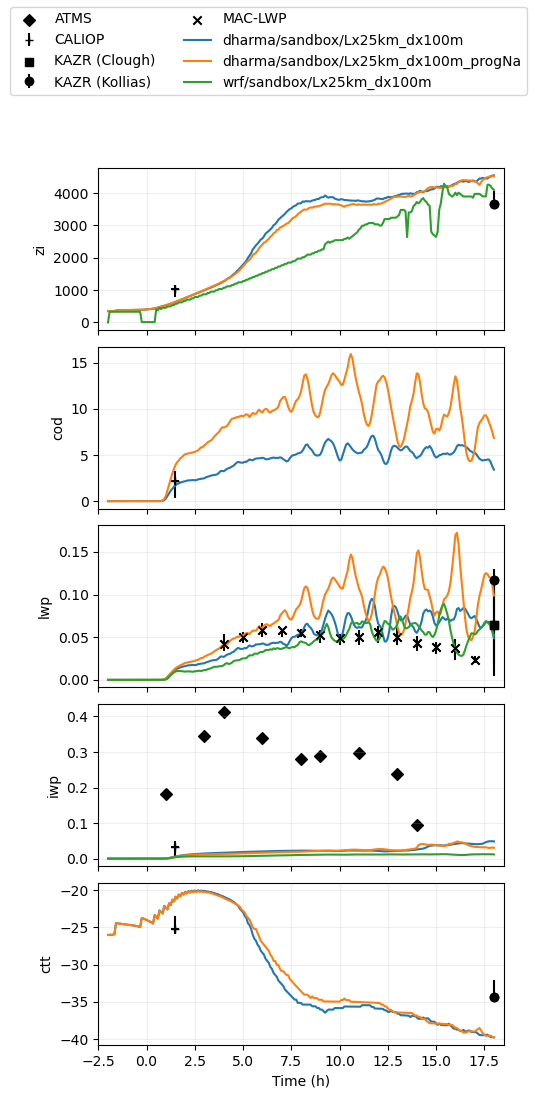 ATMS
CALIOP
KAZR (Clough)
KAZR (Kollias)
MAC-LWP
dharma/sandbox/Lx25km_dx100m
dharma/sandbox/Lx25km_dx100m_progNa
wrf/sandbox/Lx25km_dx100m
4000
3000
2000
1000
0
zi
15
10
5
0
cod
0.15
0.10
0.05
0.00
lwp
0.4
0.3
0.2
0.1
0.0
iwp
−20
−25
−30
−35
−40
ctt
−2.5 0.0 2.5 5.0 7.5 10.0 12.5 15.0 17.5
Time (h)